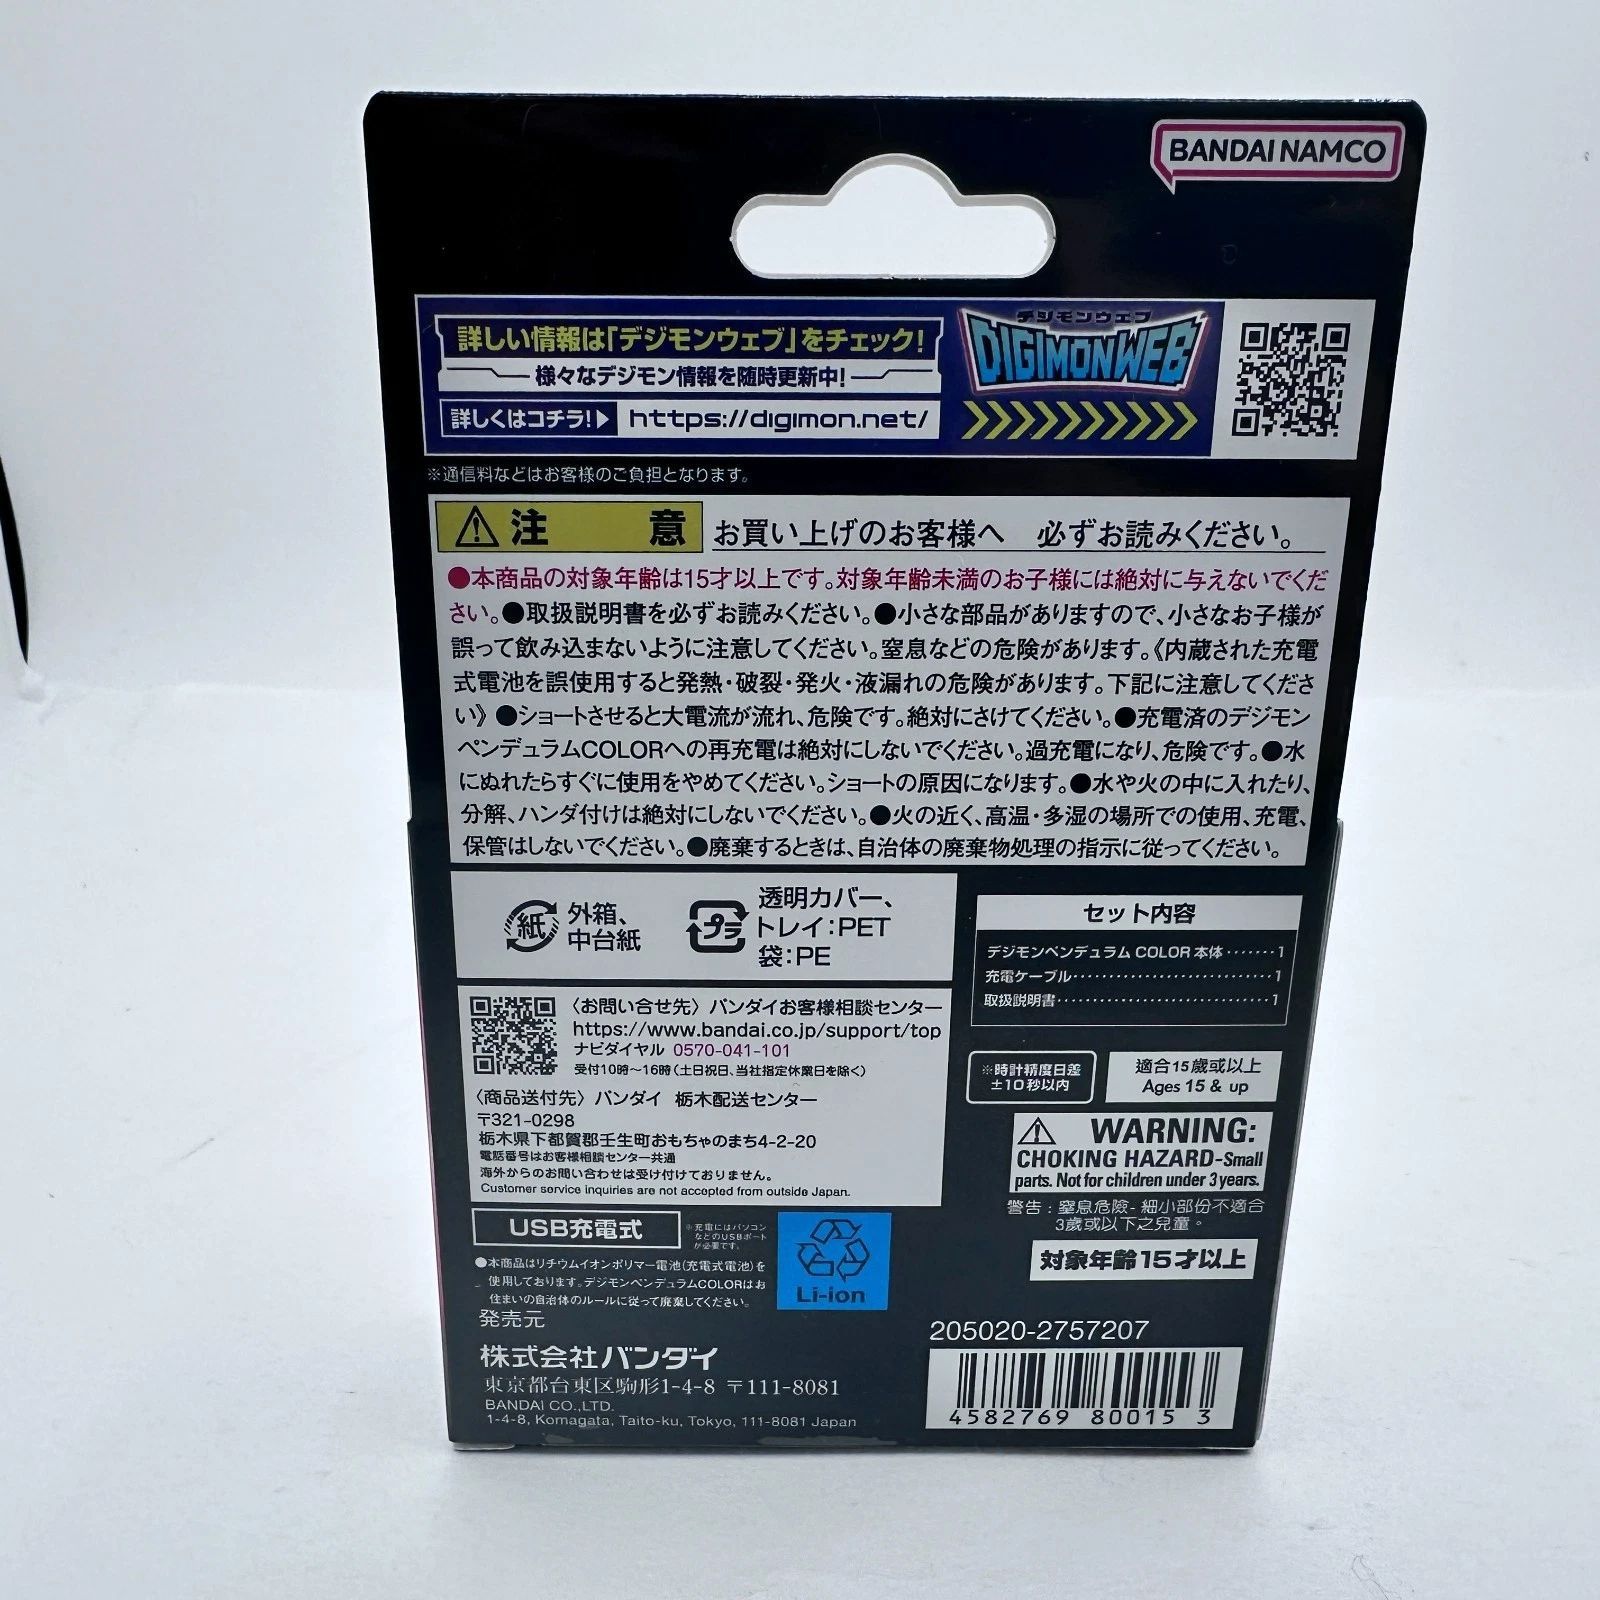 BANDAI NAMCO
詳しい情報は「デジモンウェブ」をチェック!
様々なデジモン情報を随時更新中!
詳しくはコチラ!▶ https://digimon.net/
デジモンウェブ
DIGIMONWEB
※通信料などはお客様のご負担となります。
⚠注意 お買い上げのお客様へ 必ずお読みください。
●本商品の対象年齢は15才以上です。対象年齢未満のお子様には絶対に与えないでくだ
さい。●取扱説明書を必ずお読みください。●小さな部品がありますので、小さなお子様が
誤って飲み込まないように注意してください。窒息などの危険があります。《内蔵された充電
式電池を誤使用すると発熱・破裂・発火・液漏れの危険があります。下記に注意してくださ
い》●ショートさせると大電流が流れ、危険です。絶対にさけてください。●充電済のデジモン
ペンデュラムCOLORへの再充電は絶対にしないでください。過充電になり、危険です。●水
にぬれたらすぐに使用をやめてください。ショートの原因になります。●水や火の中に入れたり、
分解、ハンダ付けは絶対にしないでください。●火の近く、高温・多湿の場所での使用、充電、
保管はしないでください。●廃棄するときは、自治体の廃棄物処理の指示に従ってください。
紙 外箱、
中台紙
プラ 透明カバー、
トレイ:PET
袋:PE
セット内容
デジモンペンデュラム COLOR 本体·······1
充電ケーブル····························1
取扱説明書······························1
〈お問い合せ先〉バンダイお客様相談センター
https://www.bandai.co.jp/support/top
ナビダイヤル 0570-041-101
受付10時~16時(土日祝日、当社指定休業日を除く)
〈商品送付先〉バンダイ 栃木配送センター
〒321-0298
栃木県下都賀郡壬生町おもちゃのまち4-2-20
電話番号はお客様相談センター共通
海外からのお問い合わせは受け付けておりません。
Customer service inquiries are not accepted from outside Japan.
※時計精度日差
±10秒以内
適合15歲或以上
Ages 15 & up
⚠ WARNING:
CHOKING HAZARD-Small
parts. Not for children under 3 years.
警告:窒息危險-細小部份不適合
3歲或以下之兒童。
対象年齢15才以上
USB充電式
※充電にはパソコン
などのUSBポート
が必要です。
●本商品はリチウムイオンポリマー電池(充電式電池)を
使用しております。デジモンペンデュラムCOLORはお
住まいの自治体のルールに従って廃棄してください。
Li-ion
発売元
株式会社バンダイ
東京都台東区駒形1-4-8 〒111-8081
BANDAI CO.,LTD.
1-4-8, Komagata, Taito-ku, Tokyo, 111-8081 Japan
205020-2757207
4582769 80015 3